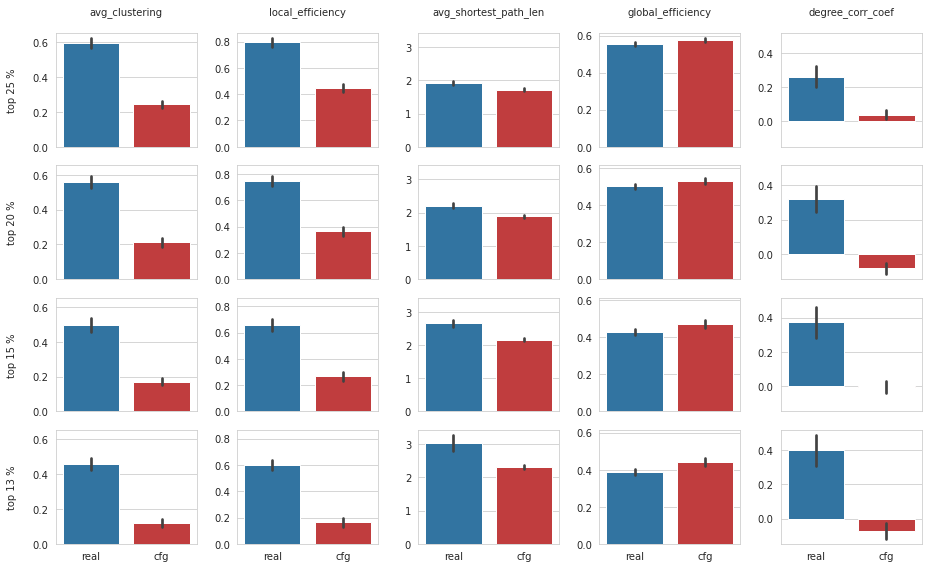 avg_clustering local_efficiency avg_shortest_path_len global_efficiency degree_corr_coef
top 25 %
0.6 0.4 0.2 0.0
0.8 0.6 0.4 0.2 0.0
3 2 1 0
0.6 0.4 0.2 0.0
0.4 0.2 0.0
top 20 %
0.6 0.4 0.2 0.0
0.8 0.6 0.4 0.2 0.0
3 2 1 0
0.6 0.4 0.2 0.0
0.4 0.2 0.0
top 15 %
0.6 0.4 0.2 0.0
0.8 0.6 0.4 0.2 0.0
3 2 1 0
0.6 0.4 0.2 0.0
0.4 0.2 0.0
top 13 %
0.6 0.4 0.2 0.0
0.8 0.6 0.4 0.2 0.0
3 2 1 0
0.6 0.4 0.2 0.0
0.4 0.2 0.0
real cfg real cfg real cfg real cfg real cfg